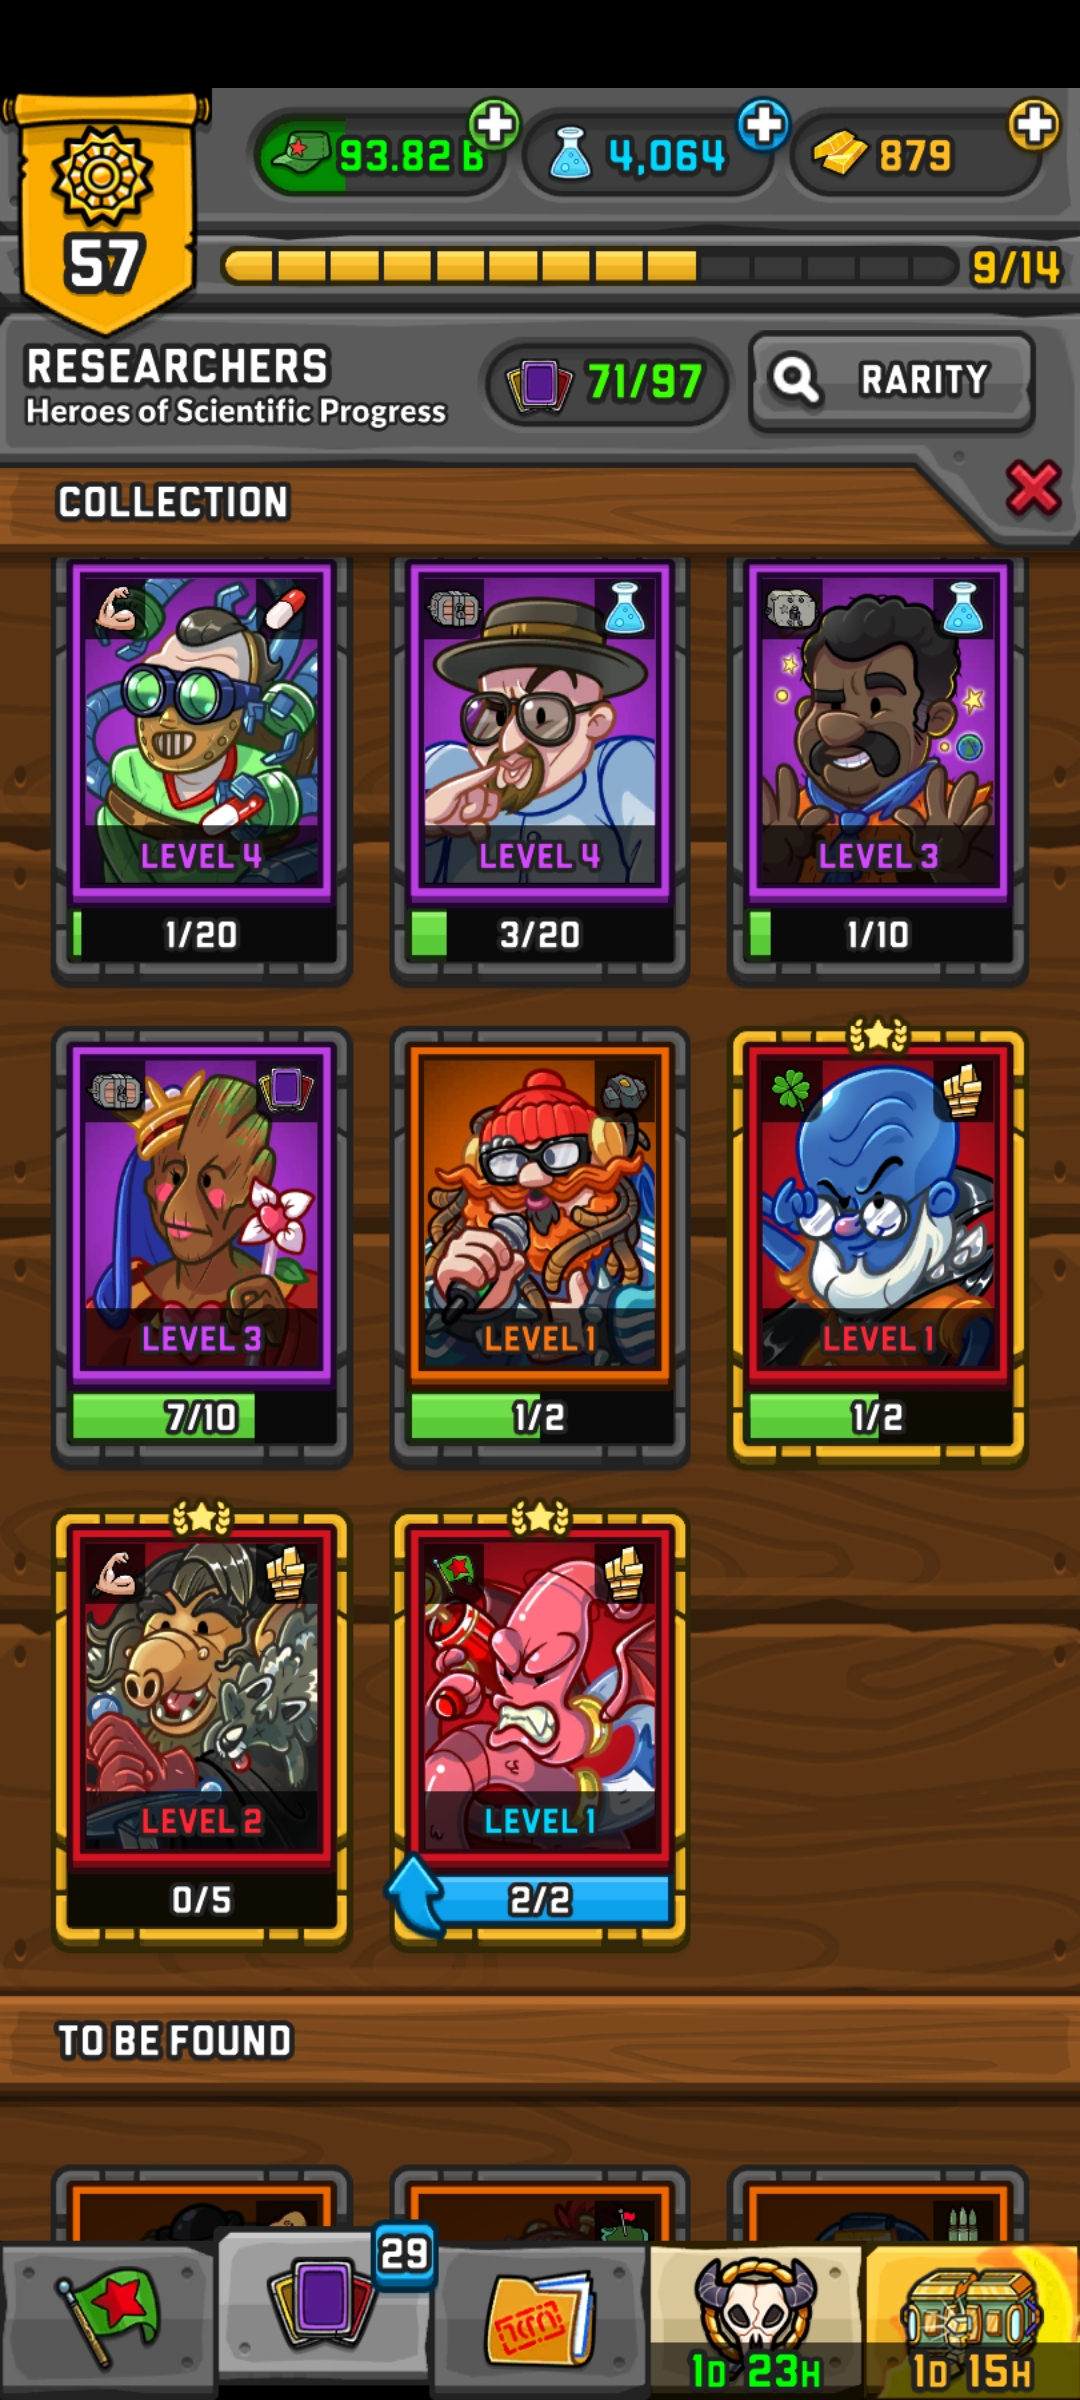 93.82 B
4,064
879
57
9/14
RESEARCHERS
Heroes of Scientific Progress
71/97
RARITY
COLLECTION
LEVEL 4
LEVEL 4
LEVEL 3
1/20
3/20
1/10
LEVEL 3
LEVEL 1
LEVEL 1
7/10
1/2
1/2
LEVEL 2
LEVEL 1
0/5
2/2
TO BE FOUND
29
1D 23H
1D 15H